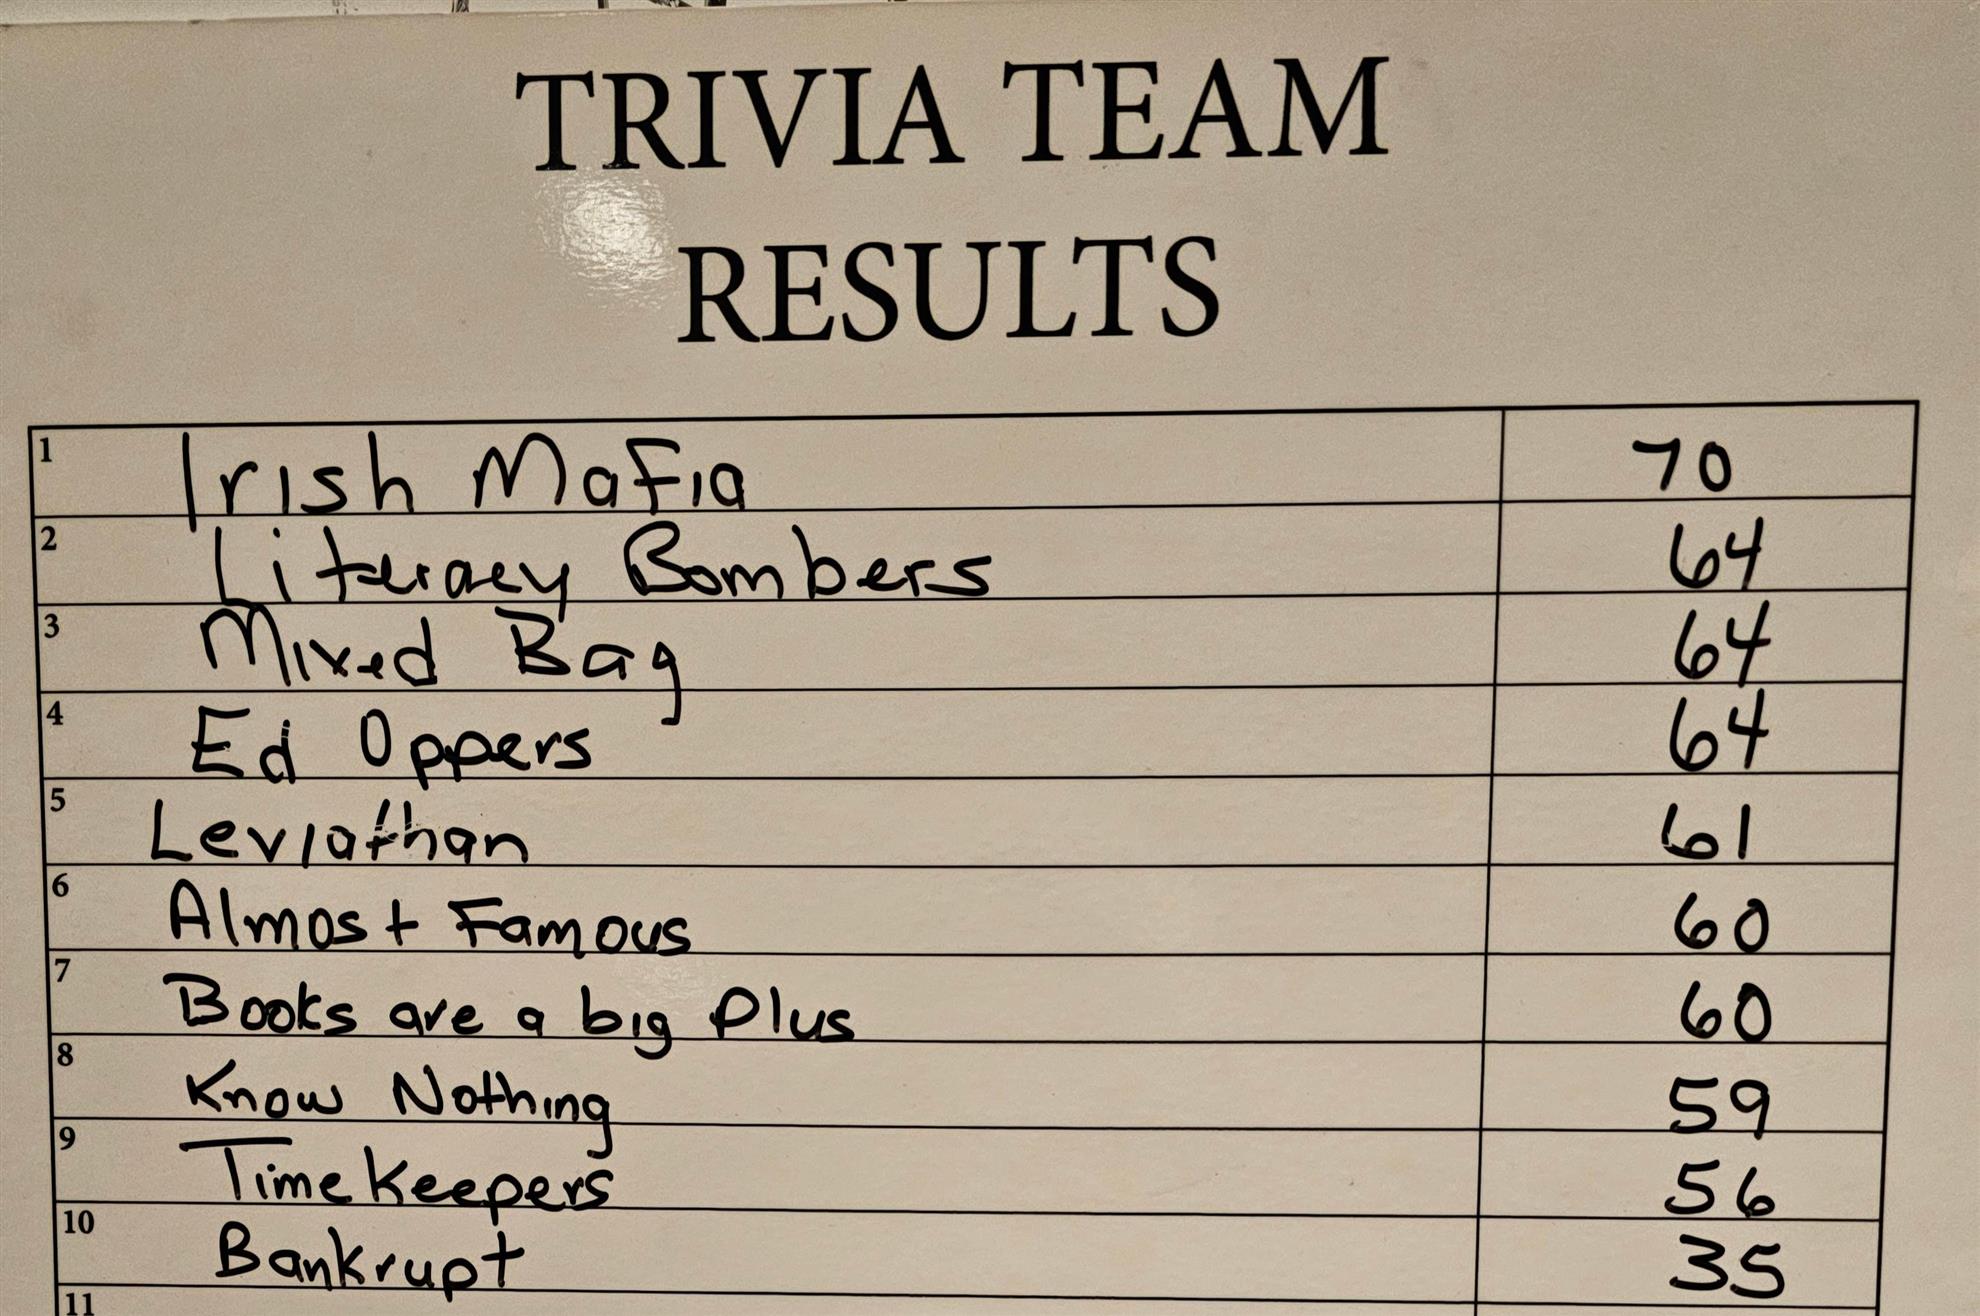 TRIVIA TEAM
RESULTS
1 Irish Mafia 70
2 Literacy Bombers 64
3 Mixed Bag 64
4 Ed Oppers 64
5 Leviathan 61
6 Almost Famous 60
7 Books are a big Plus 60
8 Know Nothing 59
9 Time Keepers 56
10 Bankrupt 35
11